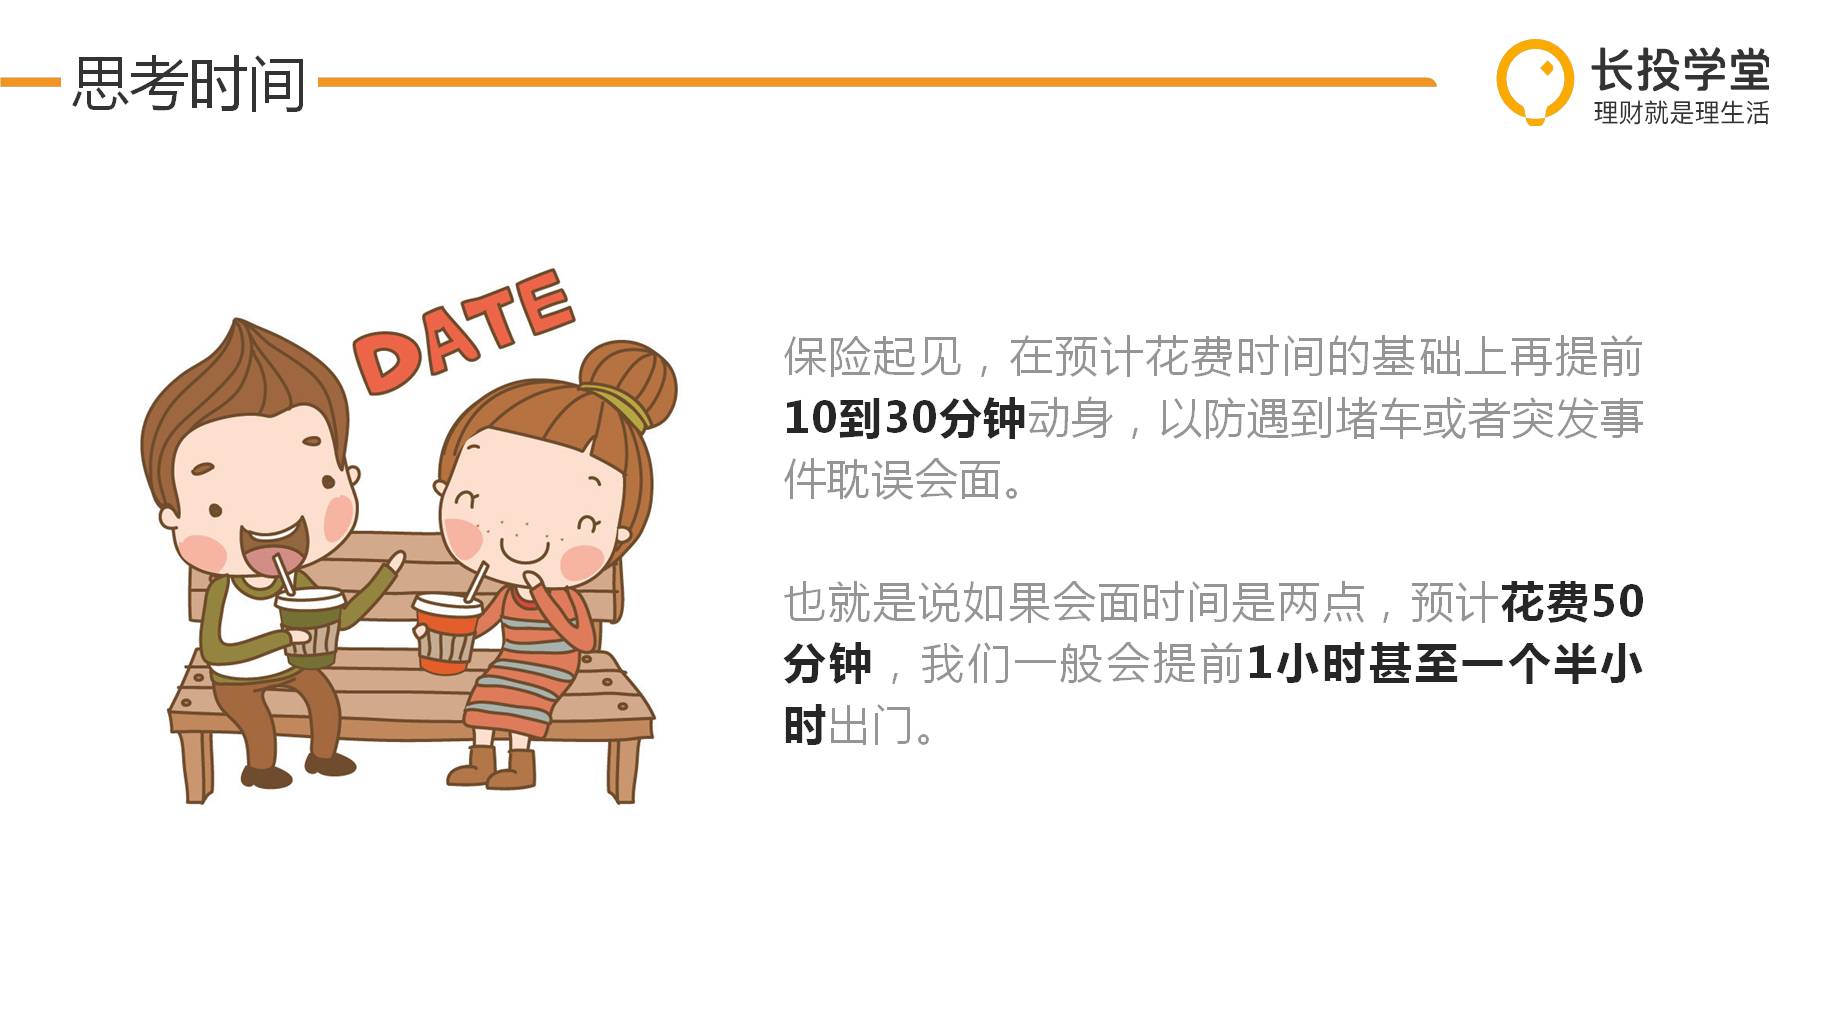 思考时间
长投学堂
理财就是理生活
DATE
保险起见，在预计花费时间的基础上再提前
10到30分钟动身，以防遇到堵车或者突发事
件耽误会面。
也就是说如果会面时间是两点，预计花费50
分钟，我们一般会提前1小时甚至一个半小
时出门。